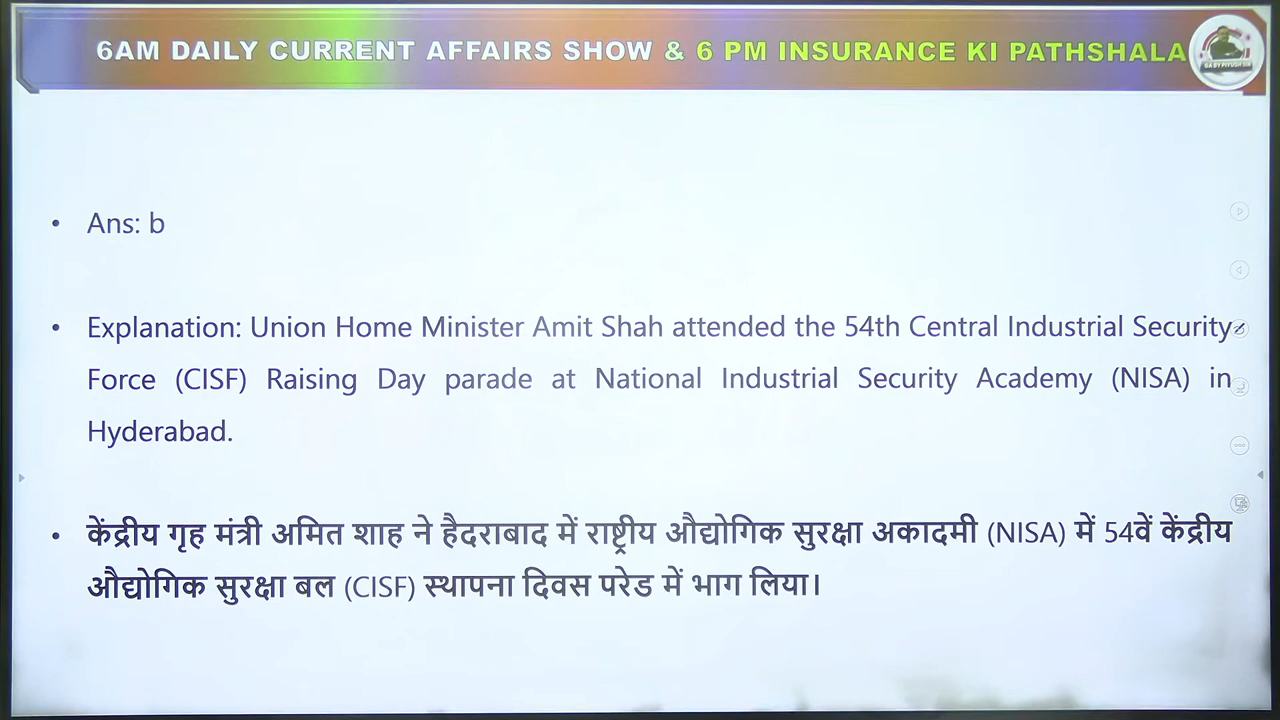 6AM DAILY CURRENT AFFAIRS SHOW & 6 PM INSURANCE KI PATHSHALA
• Ans: b
• Explanation: Union Home Minister Amit Shah attended the 54th Central Industrial Security
Force (CISF) Raising Day parade at National Industrial Security Academy (NISA) in
Hyderabad.
• केंद्रीय गृह मंत्री अमित शाह ने हैदराबाद में राष्ट्रीय औद्योगिक सुरक्षा अकादमी (NISA) में 54वें केंद्रीय
औद्योगिक सुरक्षा बल (CISF) स्थापना दिवस परेड में भाग लिया।